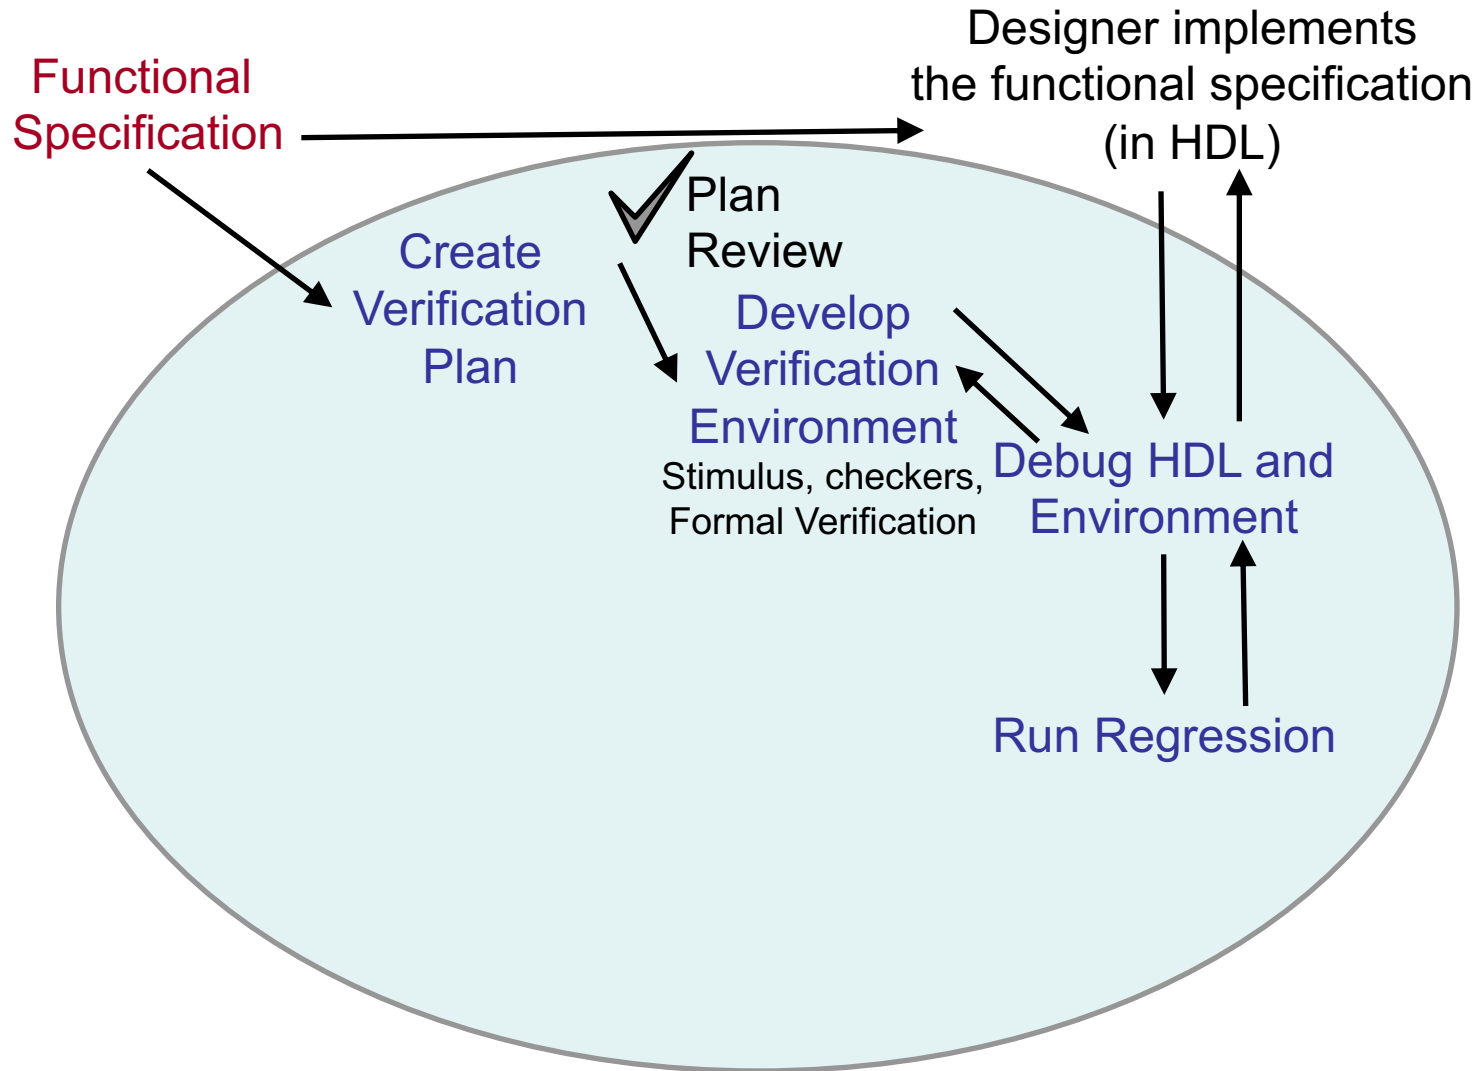 Functional
Specification
Designer implements
the functional specification
(in HDL)
Plan
Review
Create
Verification
Plan
Develop
Verification
Environment
Stimulus, checkers,
Formal Verification
Debug HDL and
Environment
Run Regression